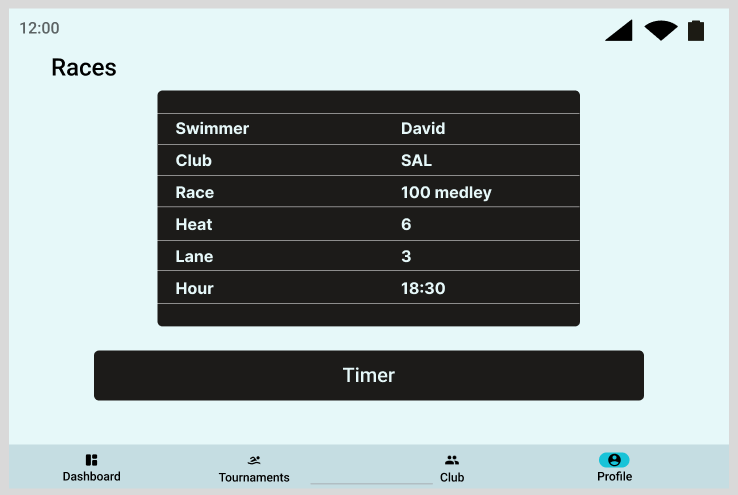 12:00
Races
Swimmer David
Club SAL
Race 100 medley
Heat 6
Lane 3
Hour 18:30
Timer
Dashboard Tournaments Club Profile